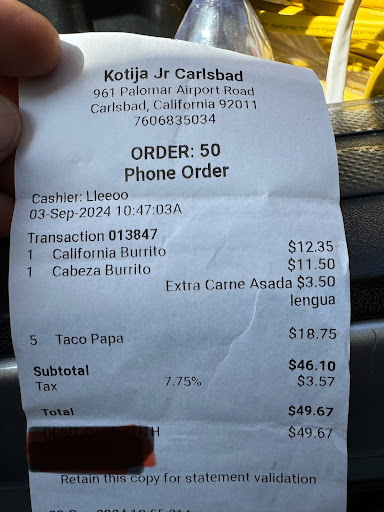 Kotija Jr Carlsbad
961 Palomar Airport Road
Carlsbad, California 92011
7606835034
ORDER: 50
Phone Order
Cashier: Lleeoo
03-Sep-2024 10:47:03A
Transaction 013847
1 California Burrito $12.35
1 Cabeza Burrito $11.50
Extra Carne Asada $3.50
lengua
5 Taco Papa $18.75
Subtotal $46.10
Tax 7.75% $3.57
Total $49.67
$49.67
Retain this copy for statement validation